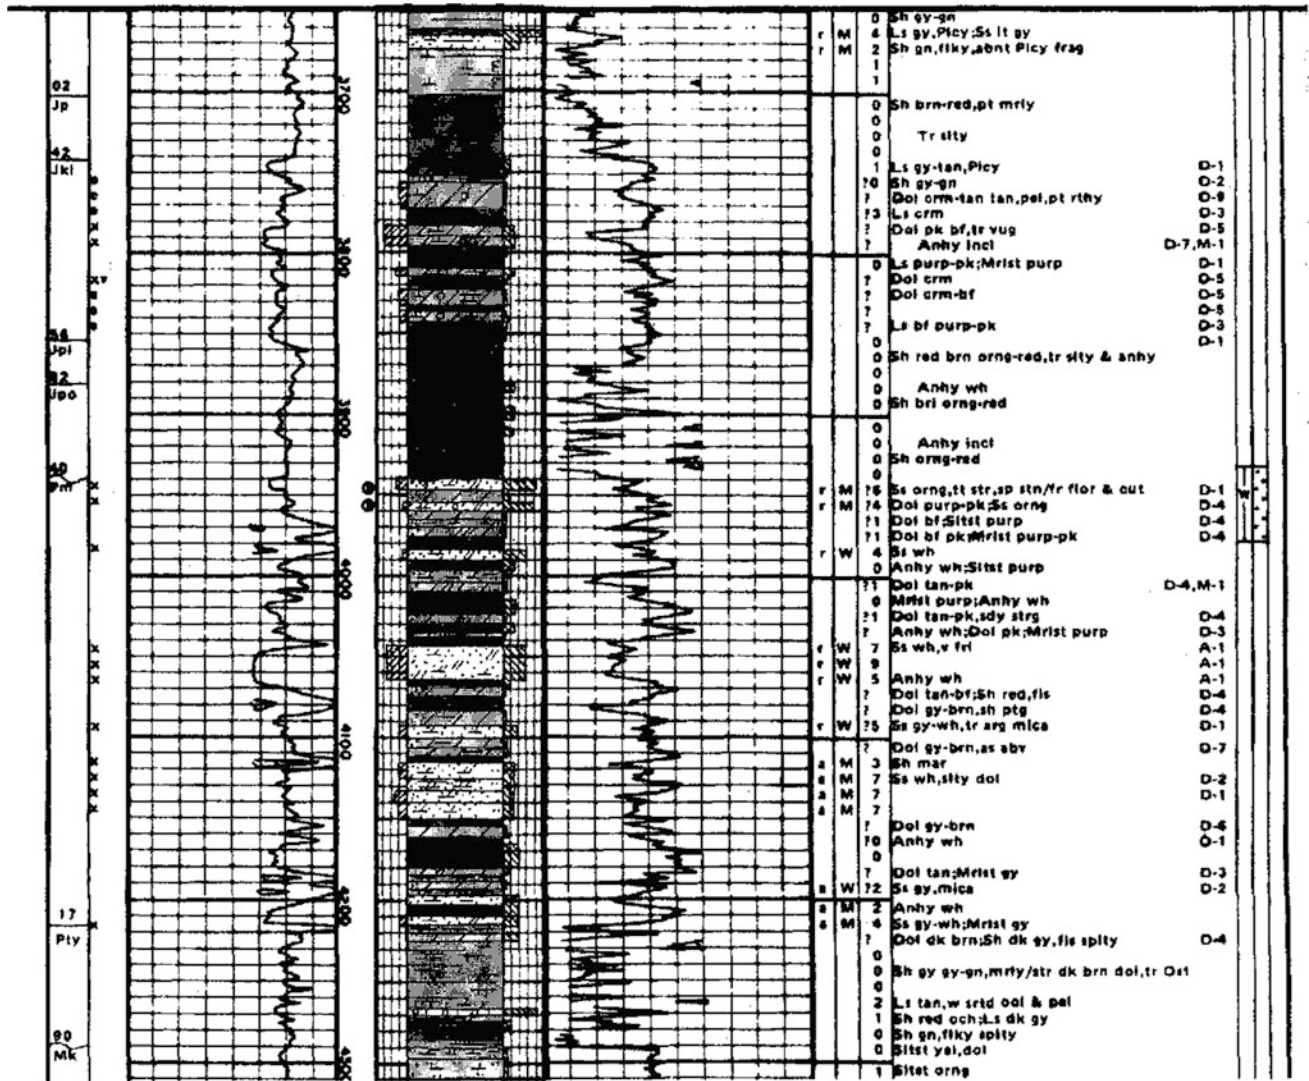 0 Sh gy-gn
r M 4 Ls gy,Plcy;Ss lt gy
r M 2 Sh gn,flky,abnt Plcy frag
1
1
02
Jp
3700
0 Sh brn-red,pt mrly
0
0 Tr slty
0
42
Jkl
1 Ls gy-tan,Plcy D-1
?0 Sh gy-gn D-2
? Dol crm-tan tan,pel,pt rthy D-9
?3 Ls crm D-3
? Dol pk bf,tr vug D-5
? Anhy incl D-7,M-1
3800
0 Ls purp-pk;Mrlst purp D-1
? Dol crm D-5
? Dol crm-bf D-5
? D-5
? Ls bf purp-pk D-3
0 D-1
Jpi
0 Sh red brn orng-red,tr slty & anhy
0
82
Jpo
0 Anhy wh
0 Sh bri orng-red
3900
0
0 Anhy incl
0 Sh orng-red
0
40
Pm
r M ?6 Ss orng,tt str,sp stn/fr flor & cut D-1
r M ?4 Dol purp-pk;Ss orng D-4
?1 Dol bf;Sltst purp D-4
?1 Dol bf pk;Mrlst purp-pk D-4
W
r W 4 Ss wh
0 Anhy wh;Sltst purp
4000
?1 Dol tan-pk D-4,M-1
0 Mrlst purp;Anhy wh
?1 Dol tan-pk,sdy strg D-4
? Anhy wh;Dol pk;Mrlst purp D-3
r W 7 Ss wh,v fri A-1
r W 9 A-1
r W 5 Anhy wh A-1
? Dol tan-bf;Sh red,fis D-4
? Dol gy-brn,sh ptg D-4
r W ?5 Ss gy-wh,tr arg mica D-1
4100
? Dol gy-brn,as abv D-7
a M 3 Sh mar
a M 7 Ss wh,slty dol D-2
a M 7 D-1
a M 7
? Dol gy-brn D-6
?0 Anhy wh D-1
0
? Dol tan;Mrlst gy D-3
a W ?2 Ss gy,mica D-2
4200
a M 2 Anhy wh
17
a M 4 Ss gy-wh;Mrlst gy
Pty
? Dol dk brn;Sh dk gy,fis splty D-4
0
0 Sh gy gy-gn,mrly/str dk brn dol,tr Ost
0
2 Ls tan,w srtd ool & pel
1 Sh red och;Ls dk gy
0 Sh gn,flky splty
90
Mk
0 Sltst yel,dol
4300
1 Sltst orng